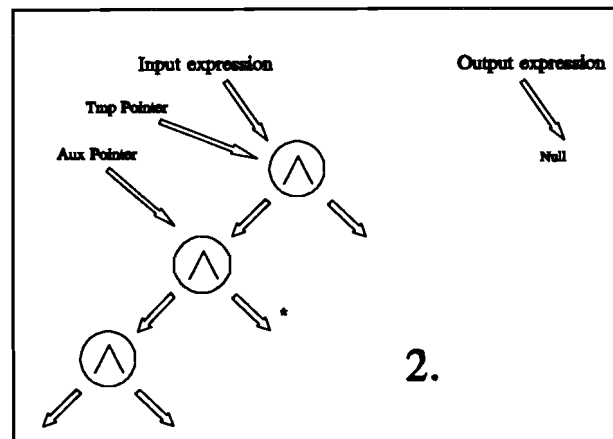 Input expression
Output expression
Tmp Pointer
Aux Pointer
Null
*
2.